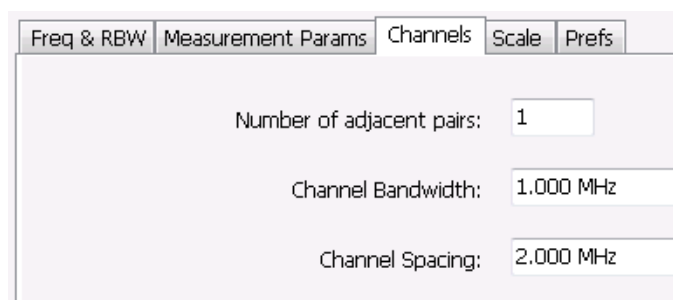 Freq & RBW Measurement Params Channels Scale Prefs
Number of adjacent pairs: 1
Channel Bandwidth: 1.000 MHz
Channel Spacing: 2.000 MHz